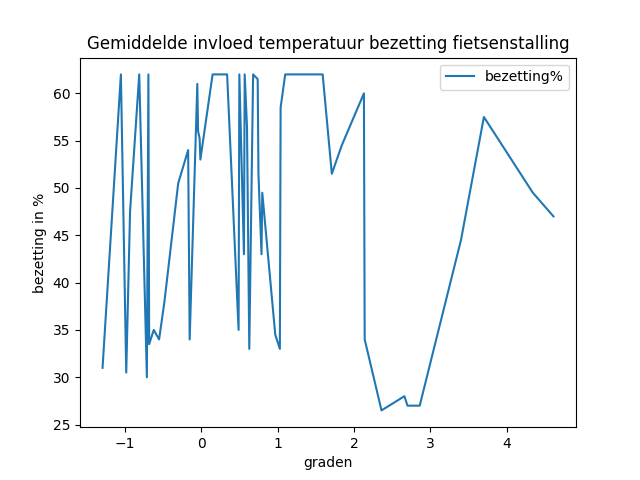 Gemiddelde invloed temperatuur bezetting fietsenstalling
bezetting%
60
55
50
45
40
35
30
25
bezetting in %
−1 0 1 2 3 4
graden